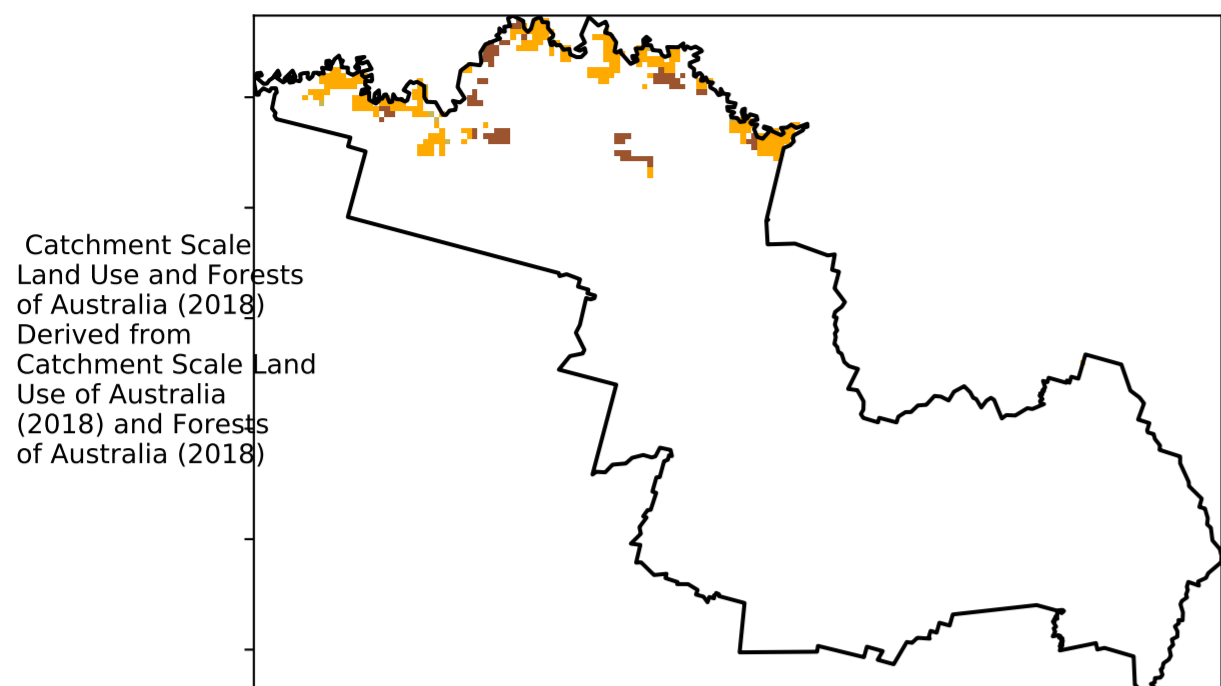 Catchment Scale
Land Use and Forests
of Australia (2018)
Derived from
Catchment Scale Land
Use of Australia
(2018) and Forests
of Australia (2018)